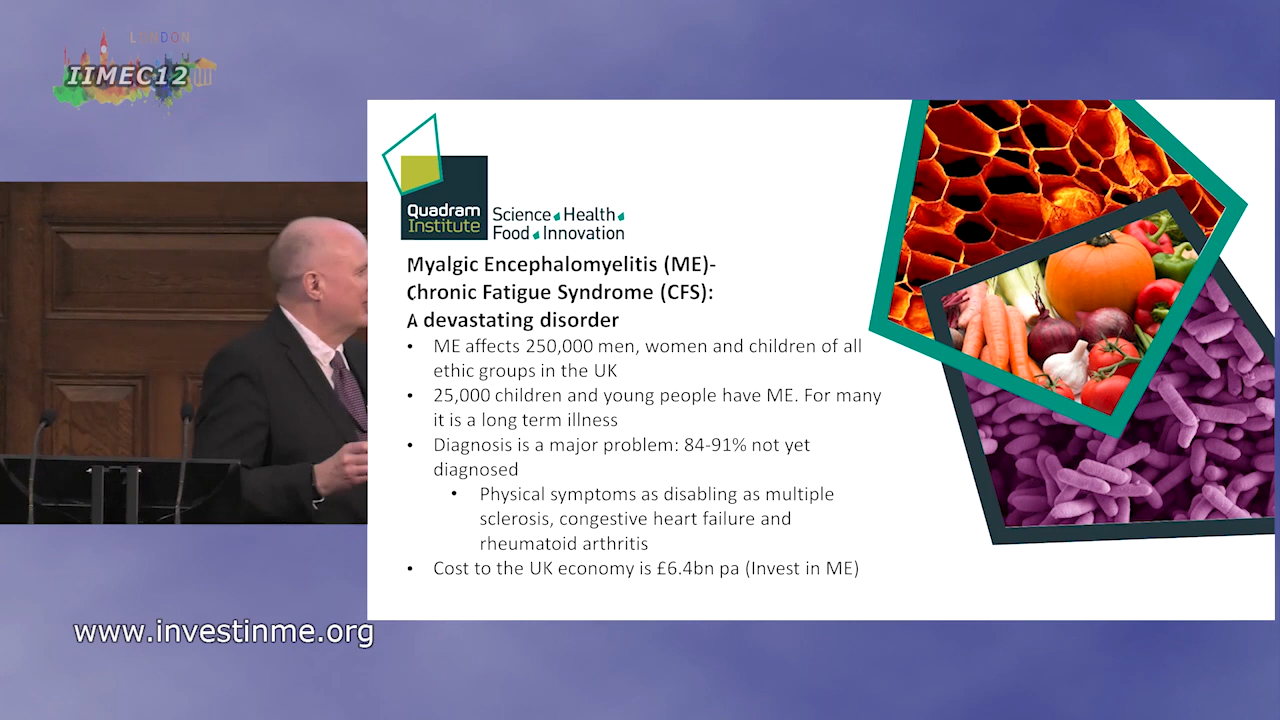 LONDON
IIMEC12
Quadram
Institute
Science Health
Food Innovation
Myalgic Encephalomyelitis (ME)-
Chronic Fatigue Syndrome (CFS):
A devastating disorder
• ME affects 250,000 men, women and children of all
ethic groups in the UK
• 25,000 children and young people have ME. For many
it is a long term illness
• Diagnosis is a major problem: 84-91% not yet
diagnosed
• Physical symptoms as disabling as multiple
sclerosis, congestive heart failure and
rheumatoid arthritis
• Cost to the UK economy is £6.4bn pa (Invest in ME)
www.investinme.org